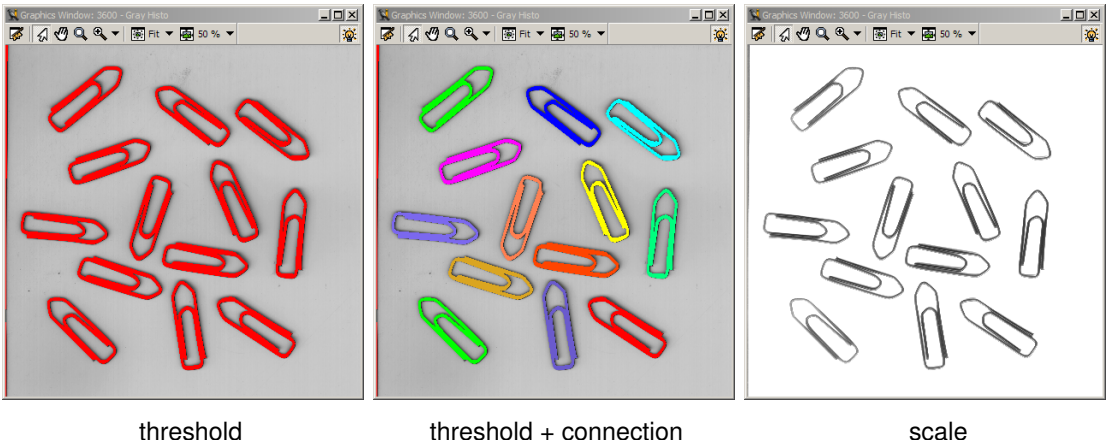 Graphics Window: 3600 - Gray Histo
Fit 50 %
Graphics Window: 3600 - Gray Histo
Fit 50 %
Graphics Window: 3600 - Gray Histo
Fit 50 %
threshold
threshold + connection
scale